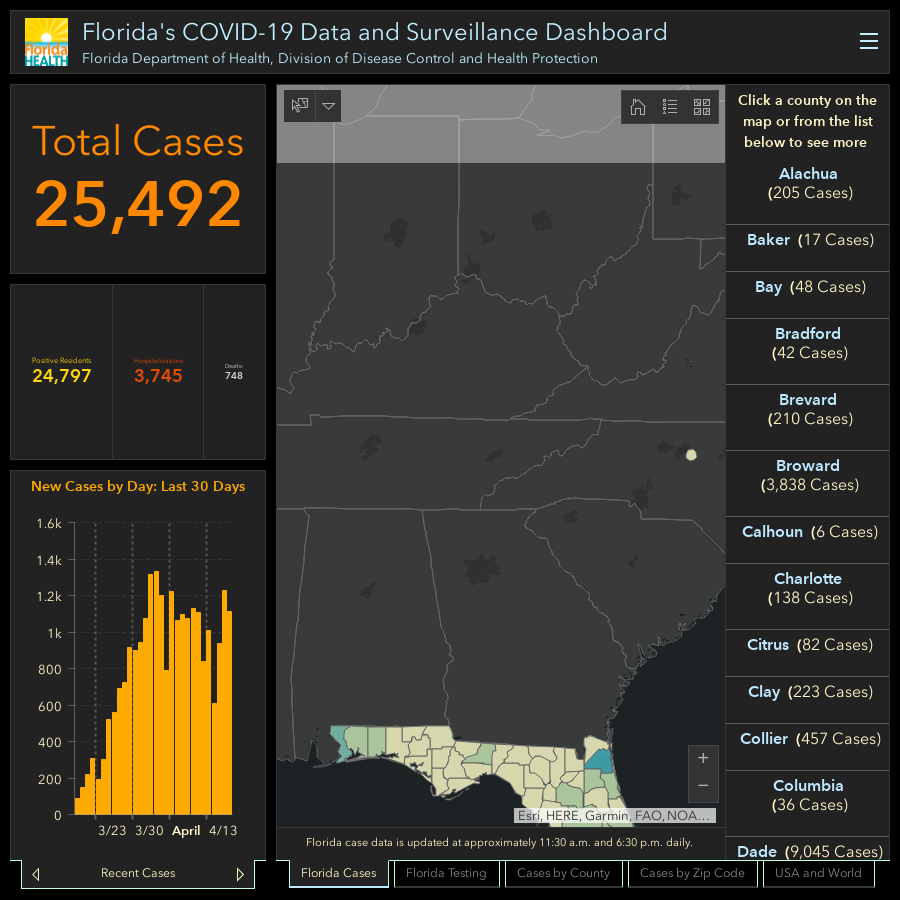 Florida's COVID-19 Data and Surveillance Dashboard
Florida
HEALTH
Florida Department of Health, Division of Disease Control and Health Protection
Total Cases
25,492
Positive Residents
24,797
Hospitalizations
3,745
Deaths
748
New Cases by Day: Last 30 Days
1.6k
1.4k
1.2k
1k
800
600
400
200
0
3/23 3/30 April 4/13
Recent Cases
Esri, HERE, Garmin, FAO, NOA...
Florida case data is updated at approximately 11:30 a.m. and 6:30 p.m. daily.
Florida Cases
Florida Testing
Cases by County
Cases by Zip Code
USA and World
Click a county on the
map or from the list
below to see more
Alachua
(205 Cases)
Baker (17 Cases)
Bay (48 Cases)
Bradford
(42 Cases)
Brevard
(210 Cases)
Broward
(3,838 Cases)
Calhoun (6 Cases)
Charlotte
(138 Cases)
Citrus (82 Cases)
Clay (223 Cases)
Collier (457 Cases)
Columbia
(36 Cases)
Dade (9,045 Cases)